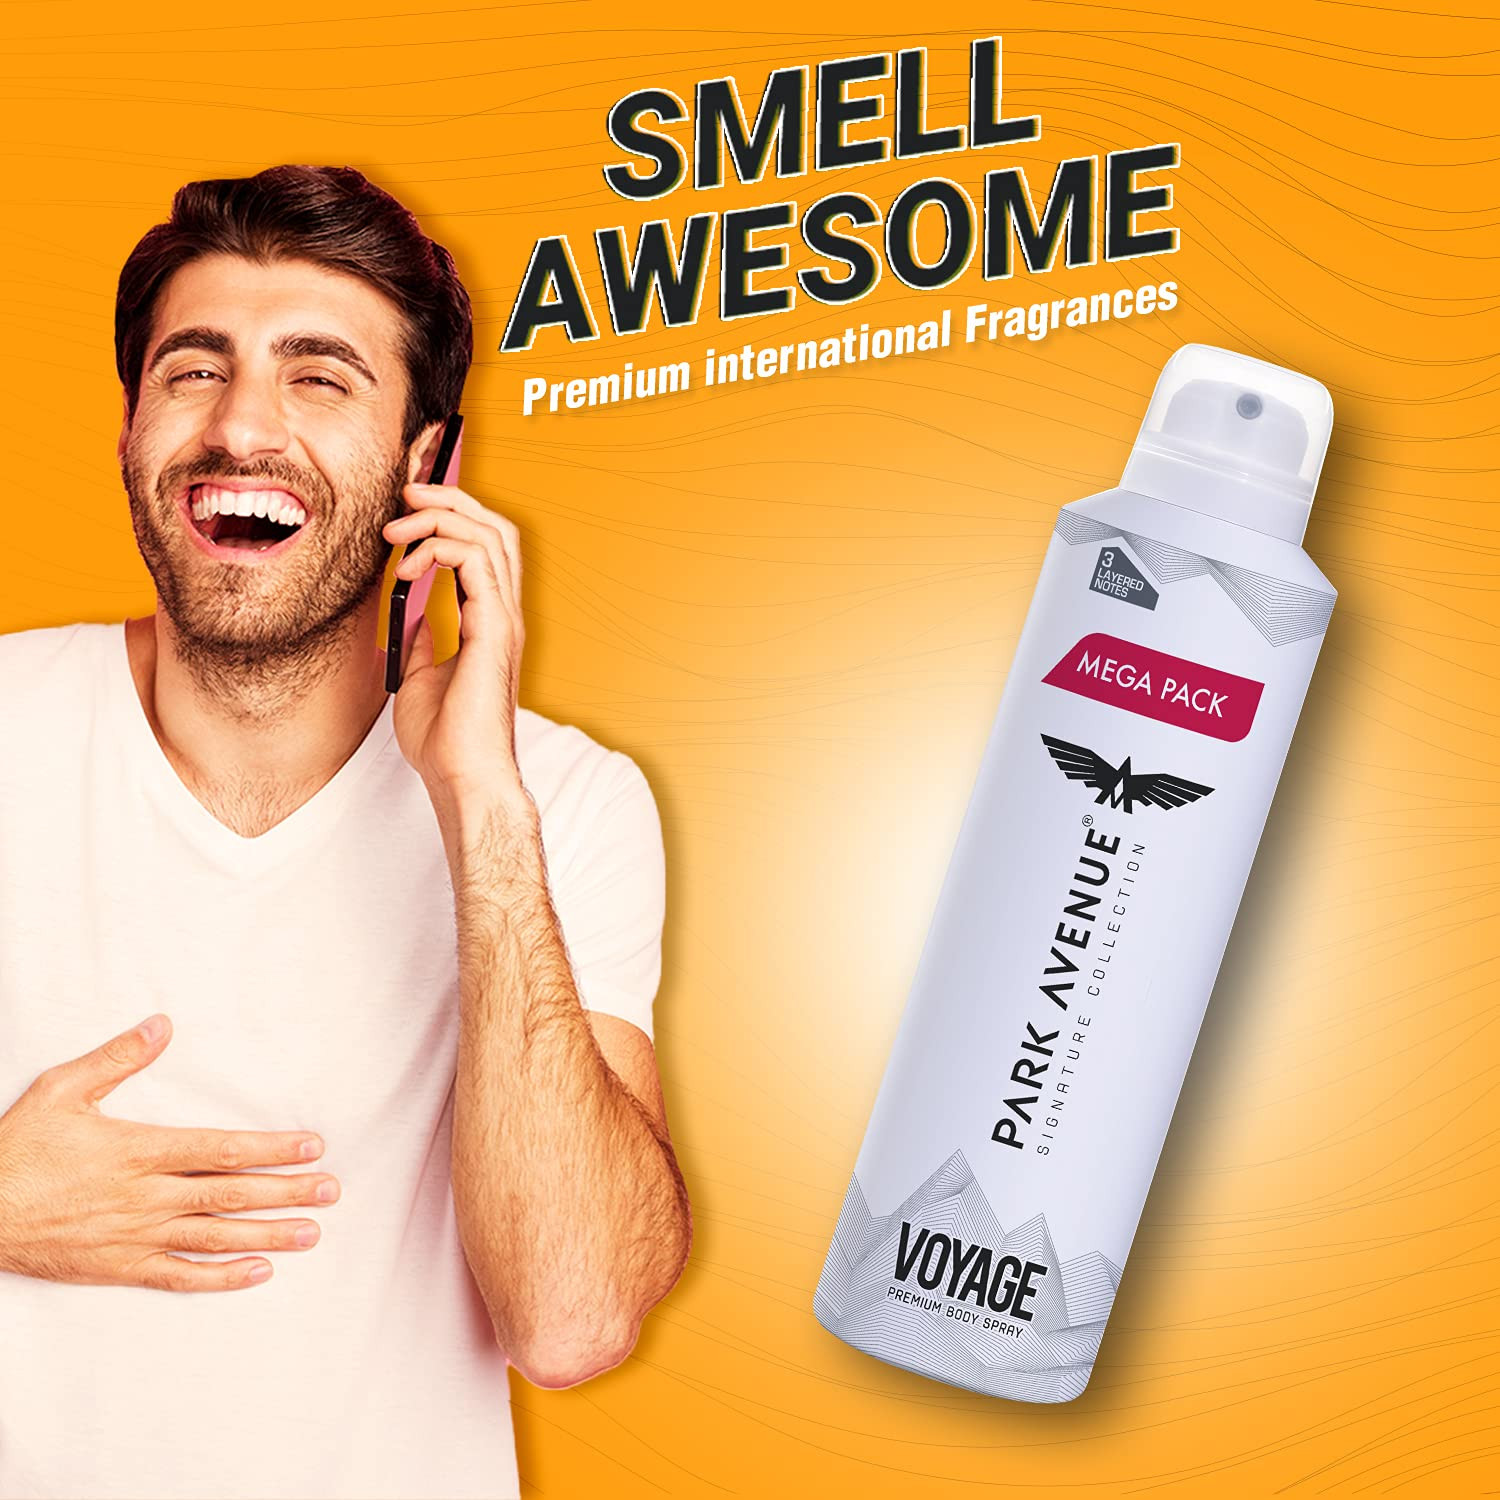 SMELL
AWESOME
Premium international Fragrances
3
LAYERED
NOTES
MEGA PACK
PARK AVENUE®
SIGNATURE COLLECTION
VOYAGE
PREMIUM BODY SPRAY